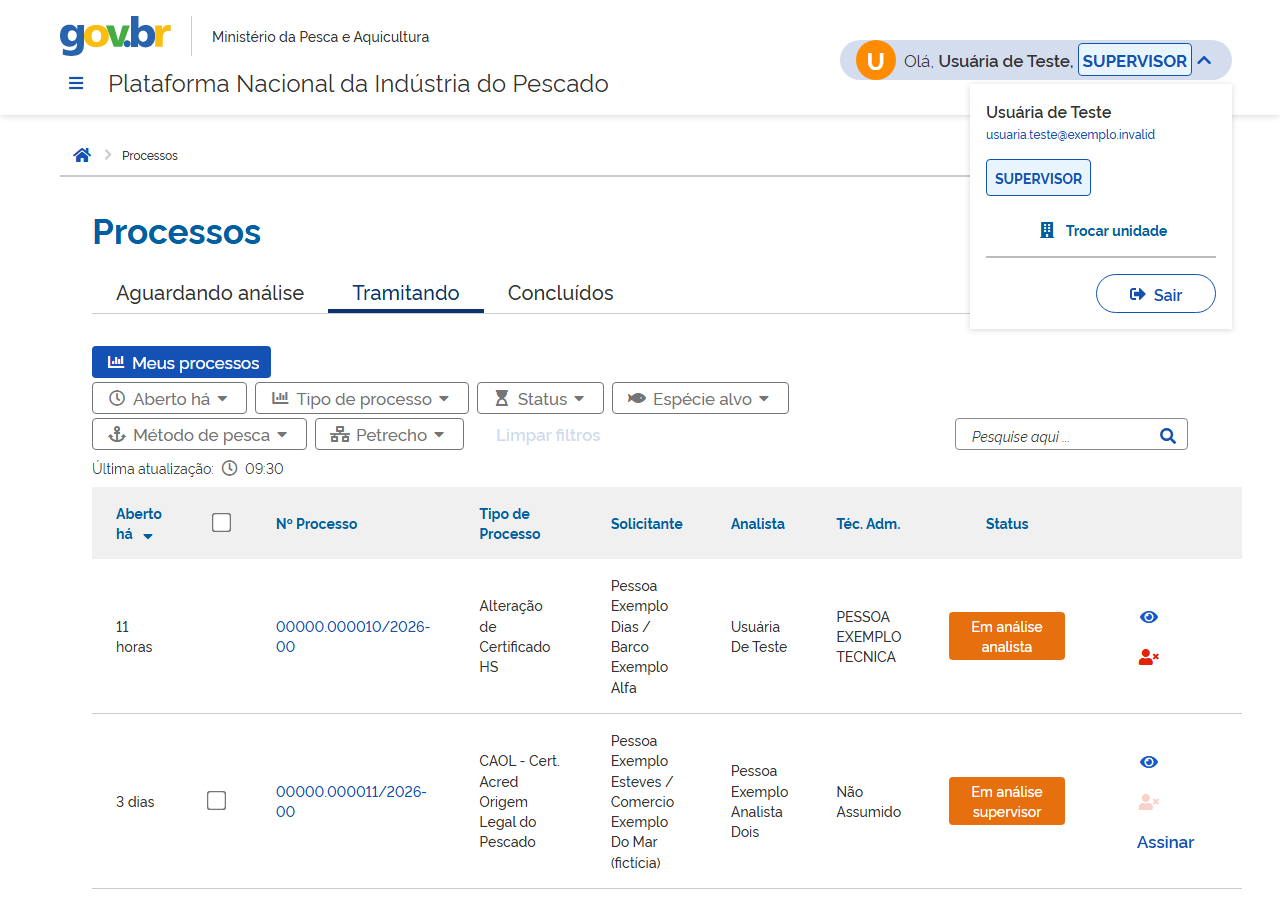 gov.br
Ministério da Pesca e Aquicultura
Plataforma Nacional da Indústria do Pescado
U Olá, Usuária de Teste, SUPERVISOR
Usuária de Teste
usuaria.teste@exemplo.invalid
SUPERVISOR
Trocar unidade
Sair
Processos
Processos
Aguardando análise Tramitando Concluídos
Meus processos
Aberto há Tipo de processo Status Espécie alvo
Método de pesca Petrecho Limpar filtros Pesquise aqui ...
Última atualização: 09:30
Aberto há Nº Processo Tipo de Processo Solicitante Analista Téc. Adm. Status
11
horas
00000.000010/2026-
00
Alteração
de
Certificado
HS
Pessoa
Exemplo
Dias /
Barco
Exemplo
Alfa
Usuária
De Teste
PESSOA
EXEMPLO
TECNICA
Em análise
analista
3 dias
00000.000011/2026-
00
CAOL - Cert.
Acred
Origem
Legal do
Pescado
Pessoa
Exemplo
Esteves /
Comercio
Exemplo
Do Mar
(fictícia)
Pessoa
Exemplo
Analista
Dois
Não
Assumido
Em análise
supervisor
Assinar